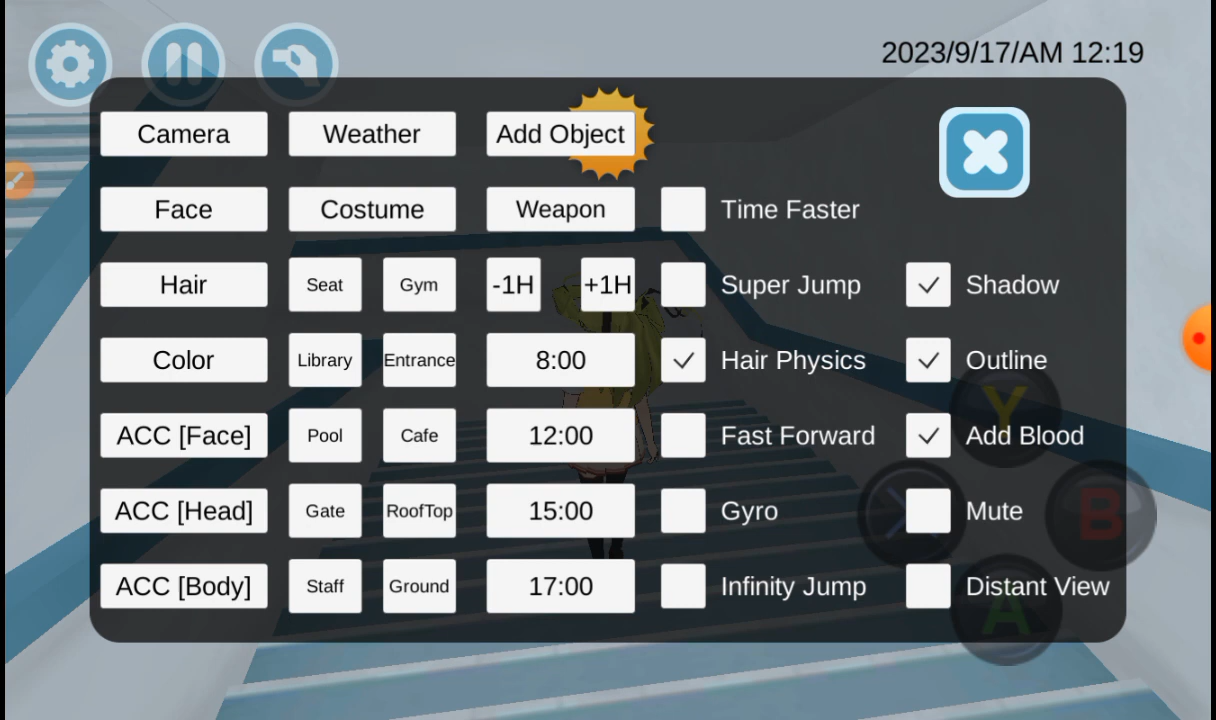 2023/9/17/AM 12:19
Camera Weather Add Object
Face Costume Weapon Time Faster
Hair Seat Gym -1H +1H Super Jump Shadow
Color Library Entrance 8:00 Hair Physics Outline
Y
ACC [Face] Pool Cafe 12:00 Fast Forward Add Blood
ACC [Head] Gate RoofTop 15:00 Gyro X Mute B
ACC [Body] Staff Ground 17:00 Infinity Jump Distant View
A